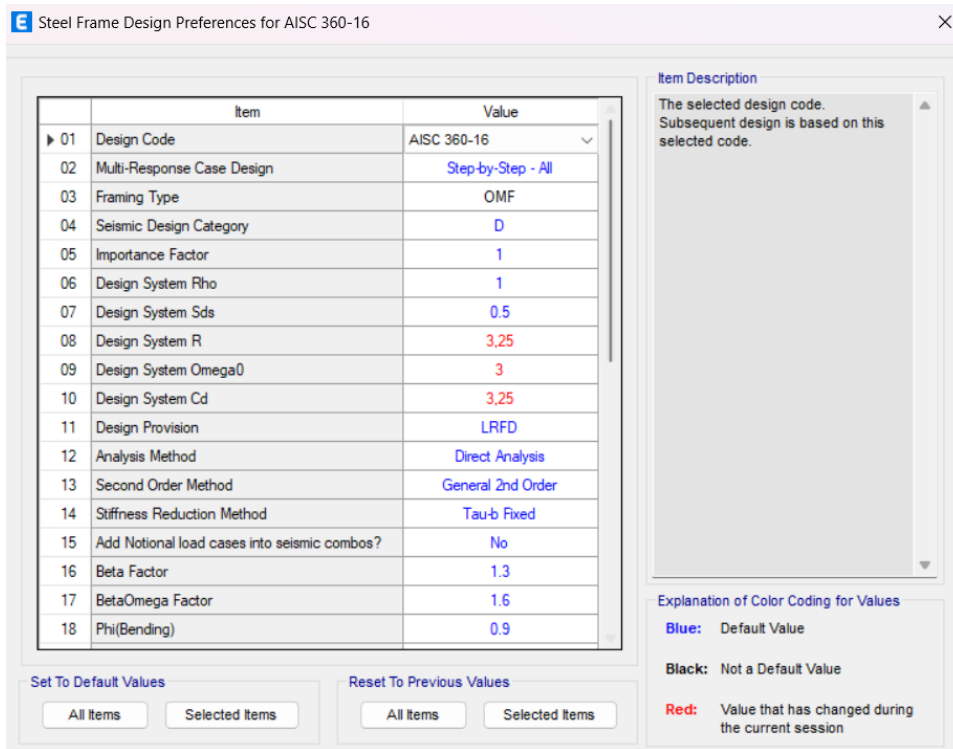 E Steel Frame Design Preferences for AISC 360-16
Item Value
01 Design Code AISC 360-16
02 Multi-Response Case Design Step-by-Step - All
03 Framing Type OMF
04 Seismic Design Category D
05 Importance Factor 1
06 Design System Rho 1
07 Design System Sds 0.5
08 Design System R 3,25
09 Design System Omega0 3
10 Design System Cd 3,25
11 Design Provision LRFD
12 Analysis Method Direct Analysis
13 Second Order Method General 2nd Order
14 Stiffness Reduction Method Tau-b Fixed
15 Add Notional load cases into seismic combos? No
16 Beta Factor 1.3
17 BetaOmega Factor 1.6
18 Phi(Bending) 0.9
Set To Default Values
All Items Selected Items
Reset To Previous Values
All Items Selected Items
Item Description
The selected design code.
Subsequent design is based on this
selected code.
Explanation of Color Coding for Values
Blue: Default Value
Black: Not a Default Value
Red: Value that has changed during
the current session